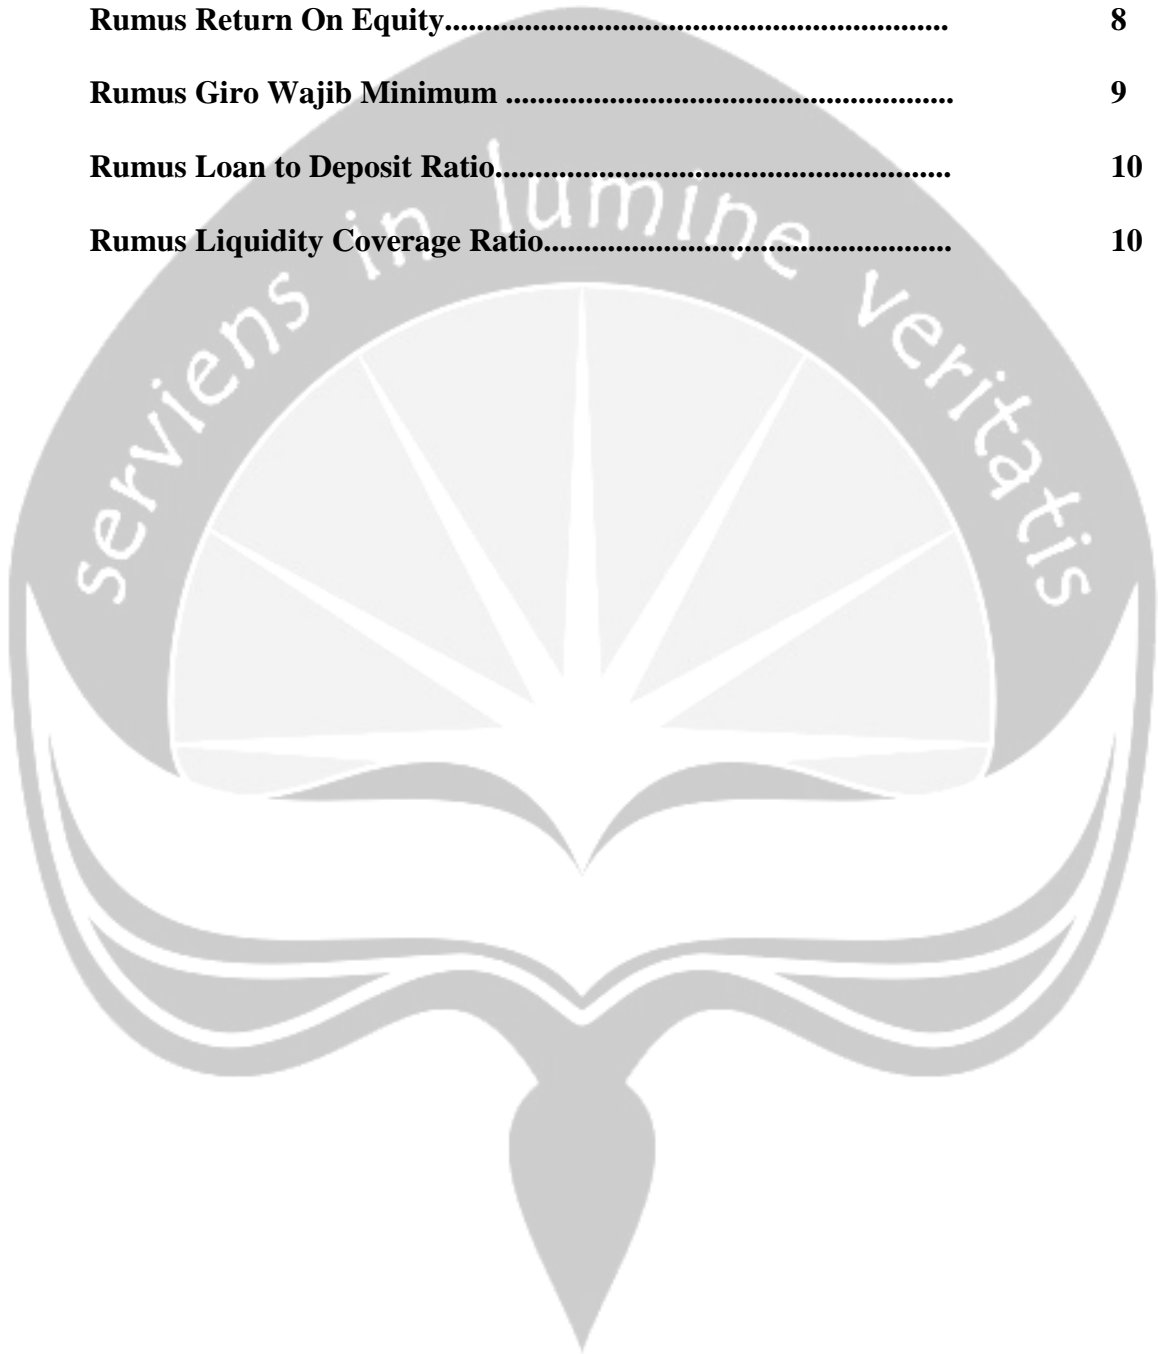 Rumus Return On Equity............................................................... 8
Rumus Giro Wajib Minimum ........................................................ 9
Rumus Loan to Deposit Ratio......................................................... 10
Rumus Liquidity Coverage Ratio................................................... 10
serviens in lumine veritatis